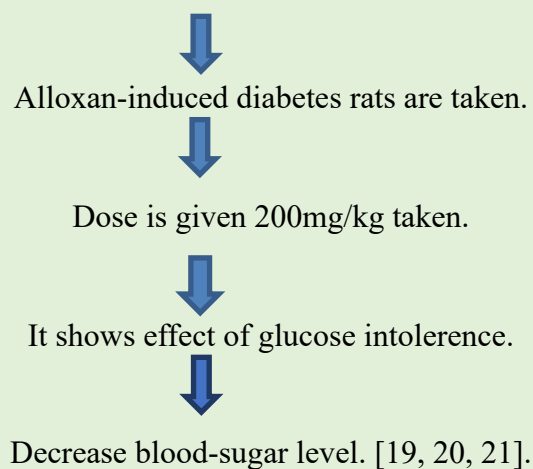 Alloxan-induced diabetes rats are taken.
Dose is given 200mg/kg taken.
It shows effect of glucose intolerence.
Decrease blood-sugar level. [19, 20, 21].